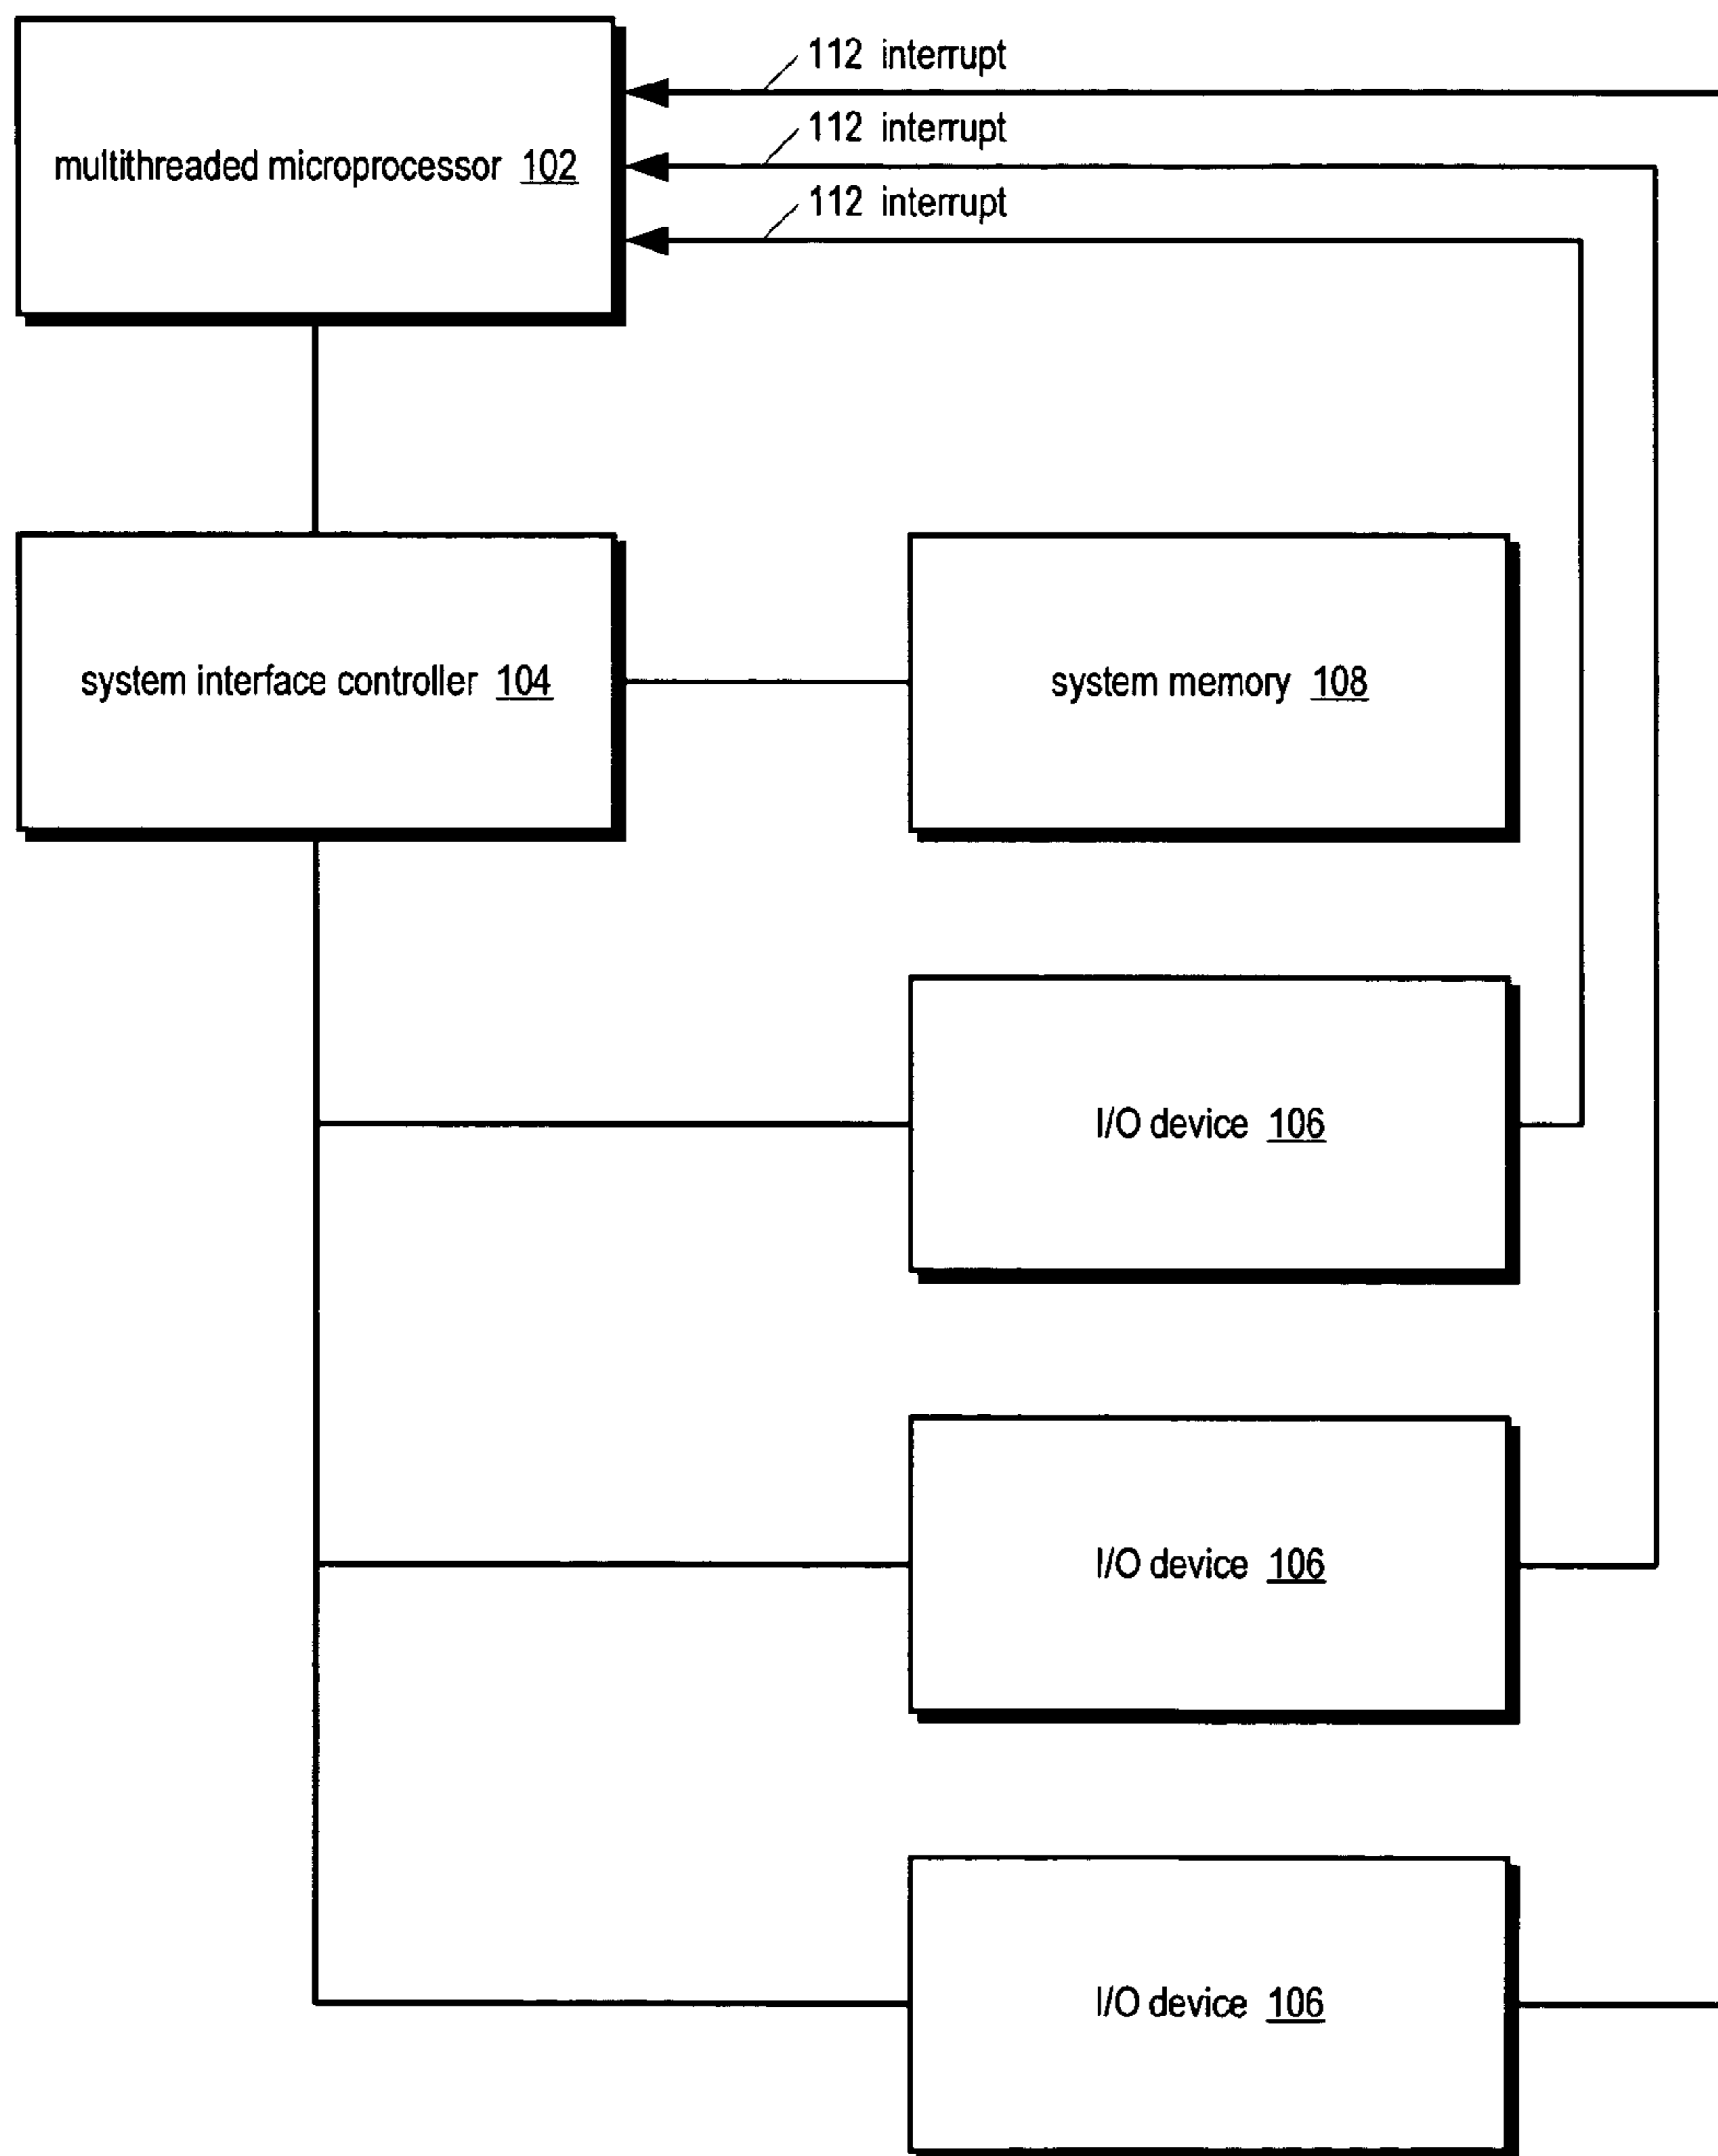 112 interrupt
112 interrupt
multithreaded microprocessor 102
112 interrupt
system interface controller 104
system memory 108
I/O device 106
I/O device 106
I/O device 106